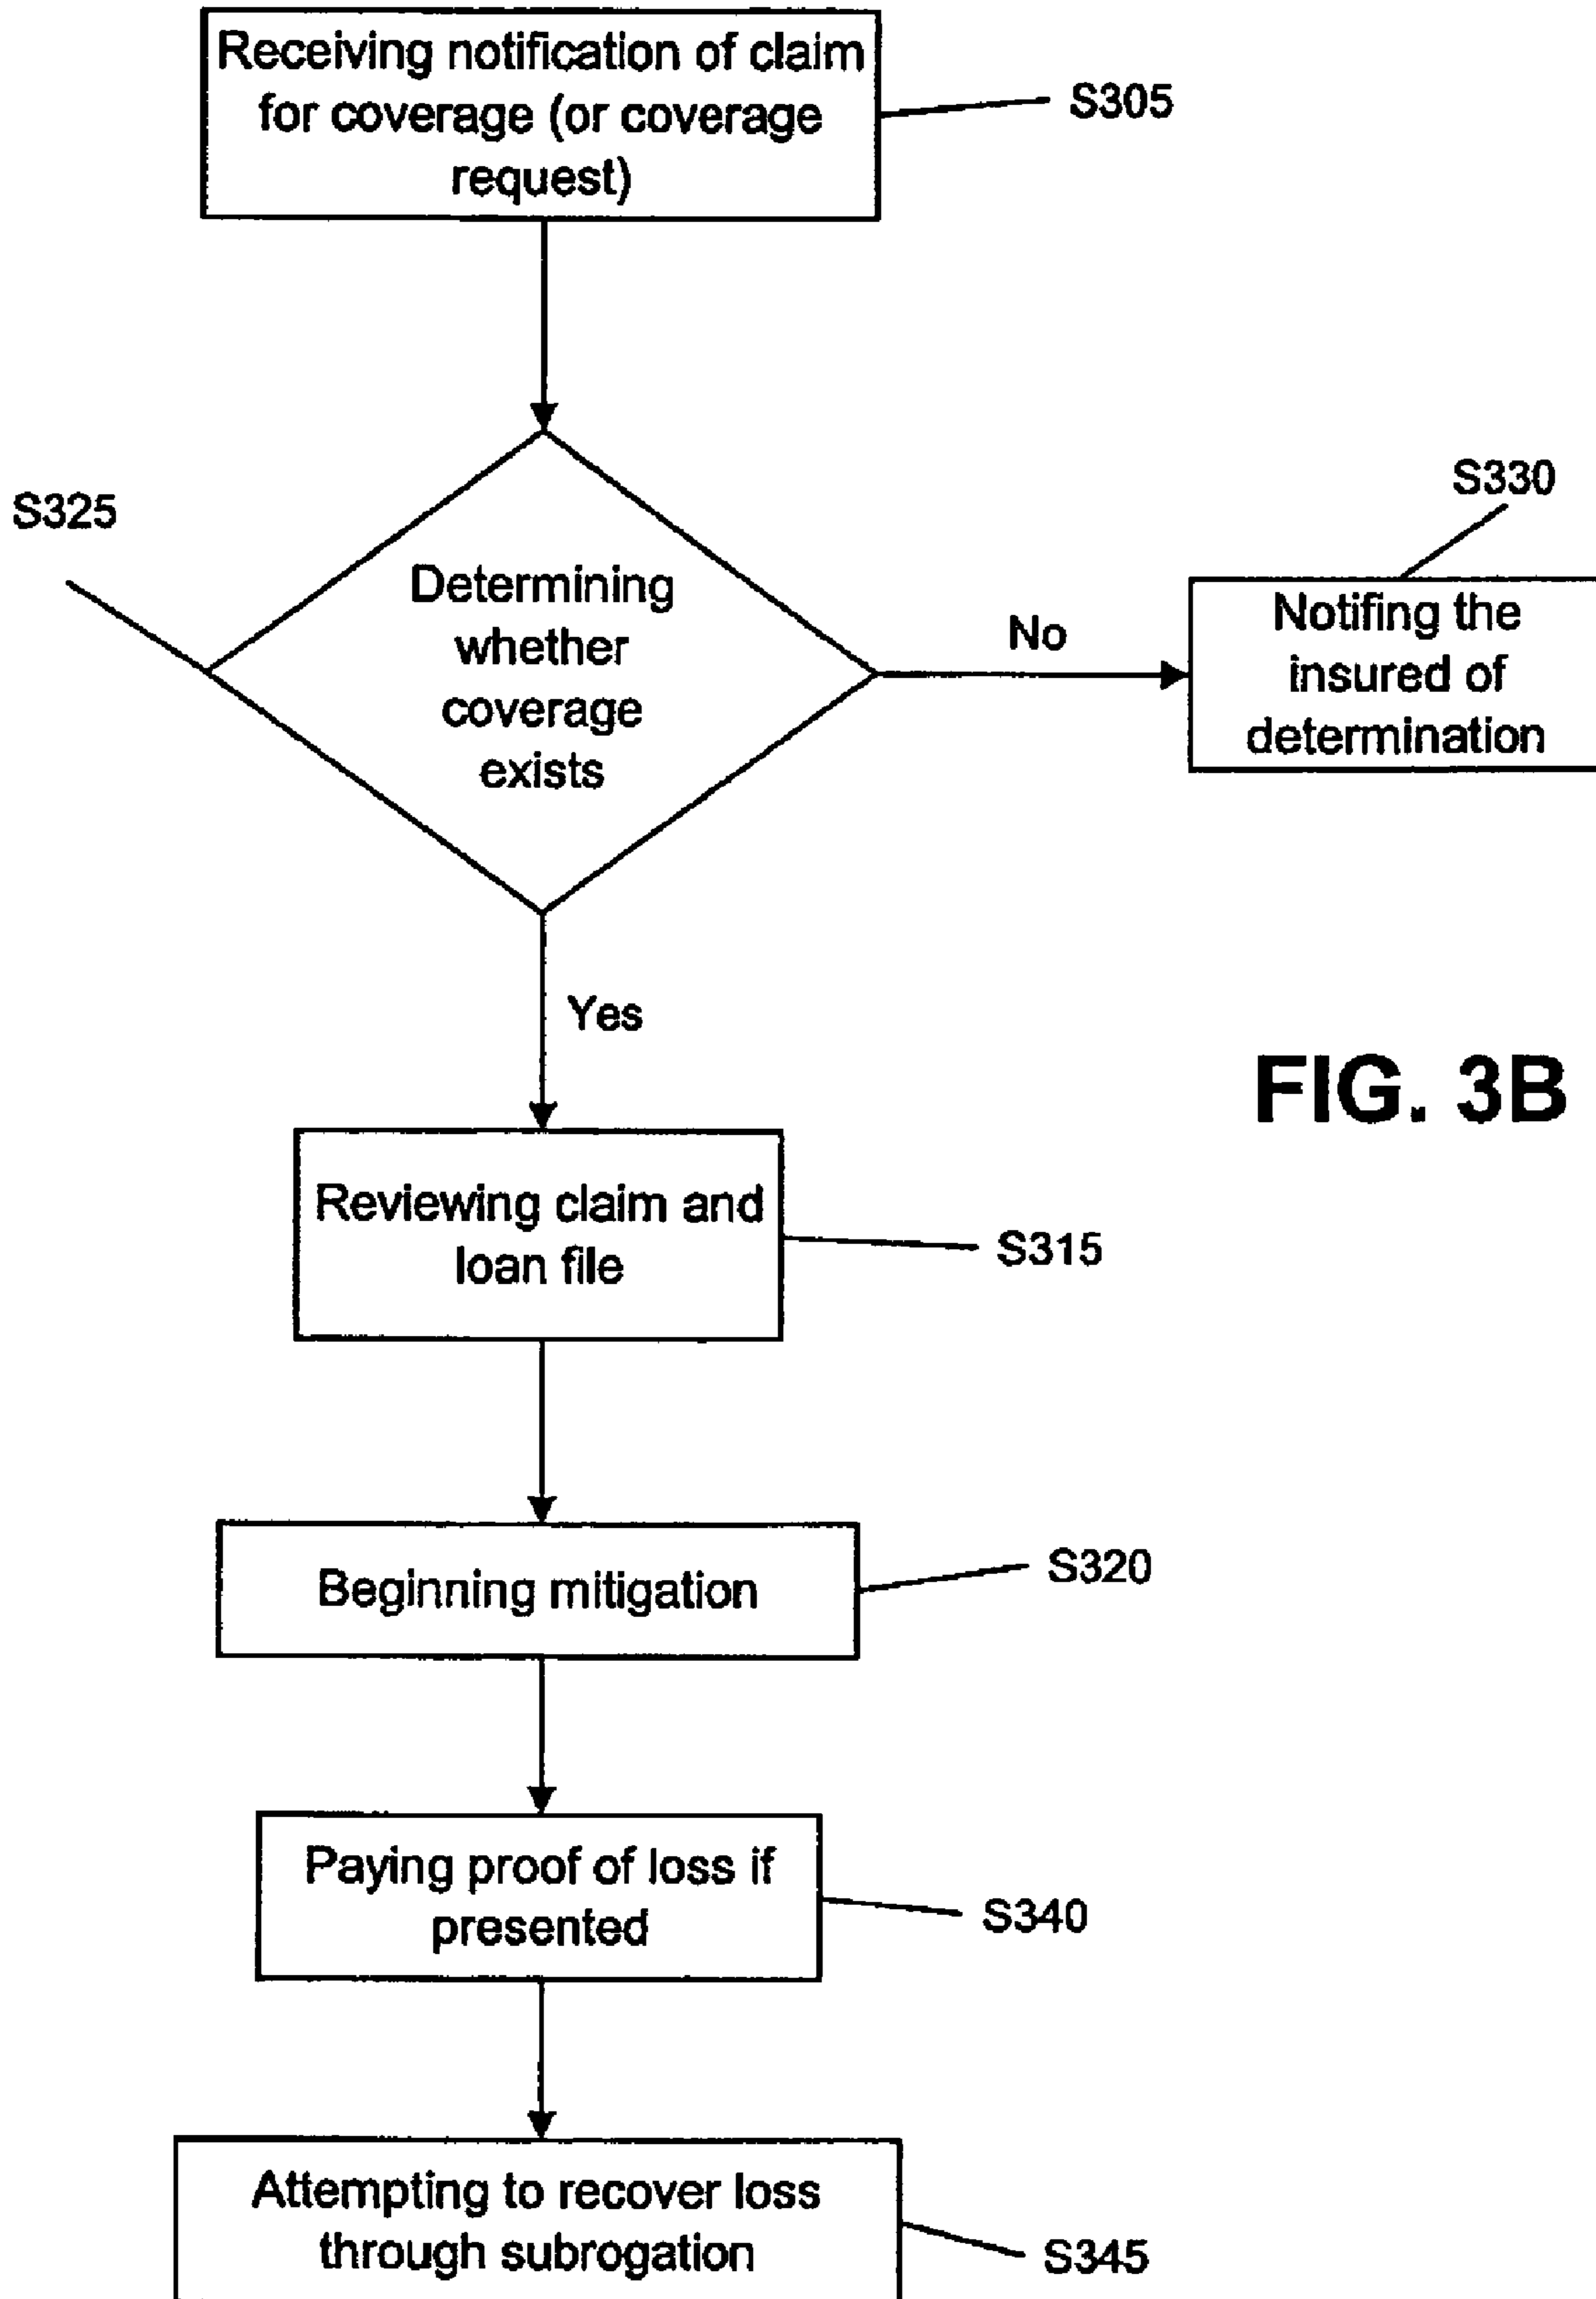 Receiving notification of claim
for coverage (or coverage
request)
S305
S325
Determining
whether
coverage
exists
No
S330
Notifing the
insured of
determination
Yes
FIG. 3B
Reviewing claim and
loan file
S315
Beginning mitigation
S320
Paying proof of loss if
presented
S340
Attempting to recover loss
through subrogation
S345